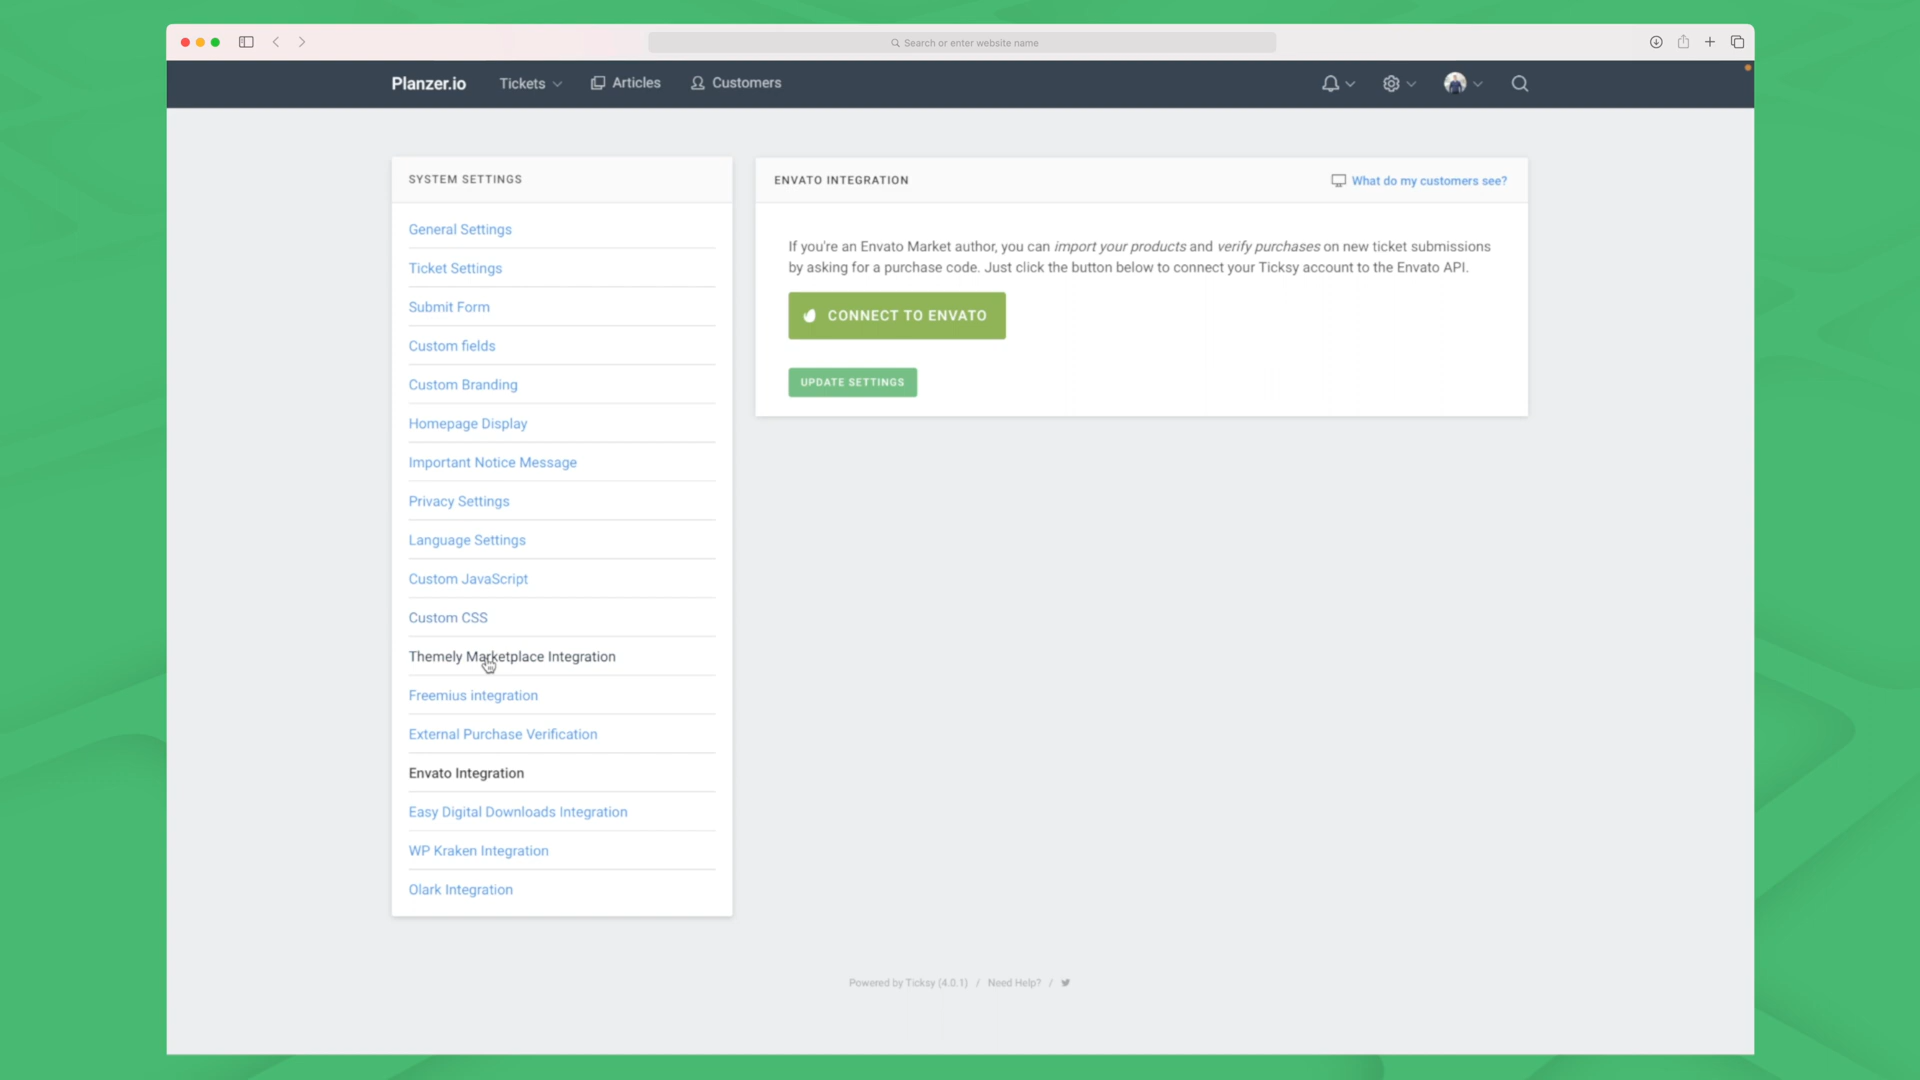 Search or enter website name
Planzer.io
Tickets
Articles
Customers
SYSTEM SETTINGS
General Settings
Ticket Settings
Submit Form
Custom fields
Custom Branding
Homepage Display
Important Notice Message
Privacy Settings
Language Settings
Custom JavaScript
Custom CSS
Themely Marketplace Integration
Freemius integration
External Purchase Verification
Envato Integration
Easy Digital Downloads Integration
WP Kraken Integration
Olark Integration
ENVATO INTEGRATION
What do my customers see?
If you're an Envato Market author, you can import your products and verify purchases on new ticket submissions
by asking for a purchase code. Just click the button below to connect your Ticksy account to the Envato API.
CONNECT TO ENVATO
UPDATE SETTINGS
Powered by Ticksy (4.0.1) / Need Help? /